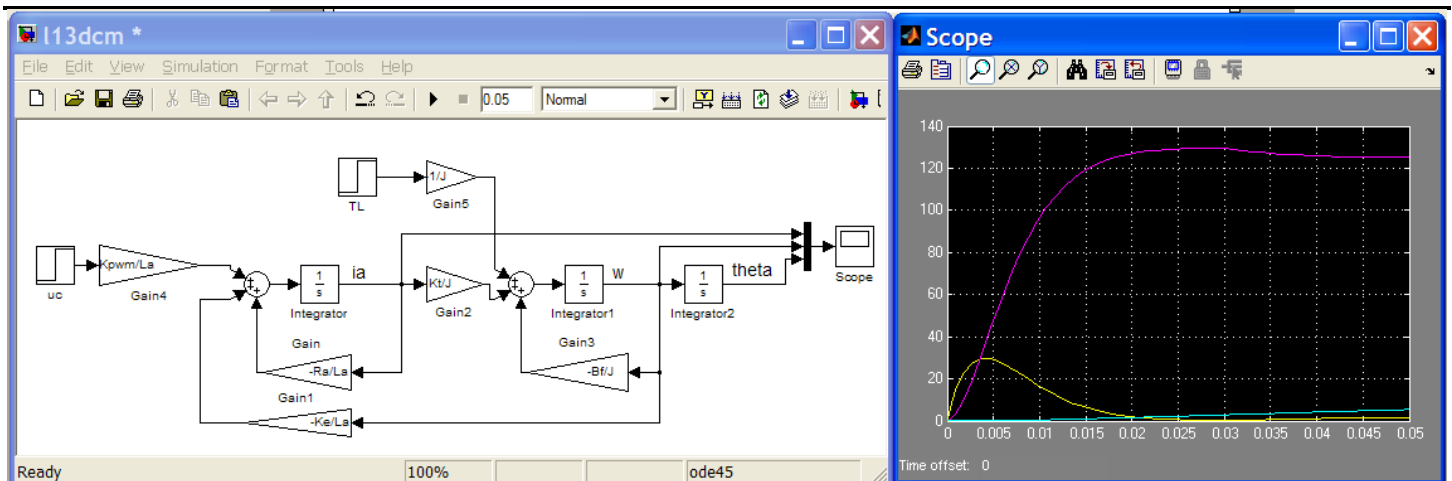 l13dcm *
File Edit View Simulation Format Tools Help
0.05 Normal
TL
1/J
Gain5
uc
Kpwm/La
Gain4
1
s
ia
Integrator
Kt/J
Gain2
1
s
w
Integrator1
1
s
theta
Integrator2
Scope
Gain
-Ra/La
Gain1
-Ke/La
Gain3
-Bf/J
Ready 100% ode45
Scope
140
120
100
80
60
40
20
0
0 0.005 0.01 0.015 0.02 0.025 0.03 0.035 0.04 0.045 0.05
Time offset: 0